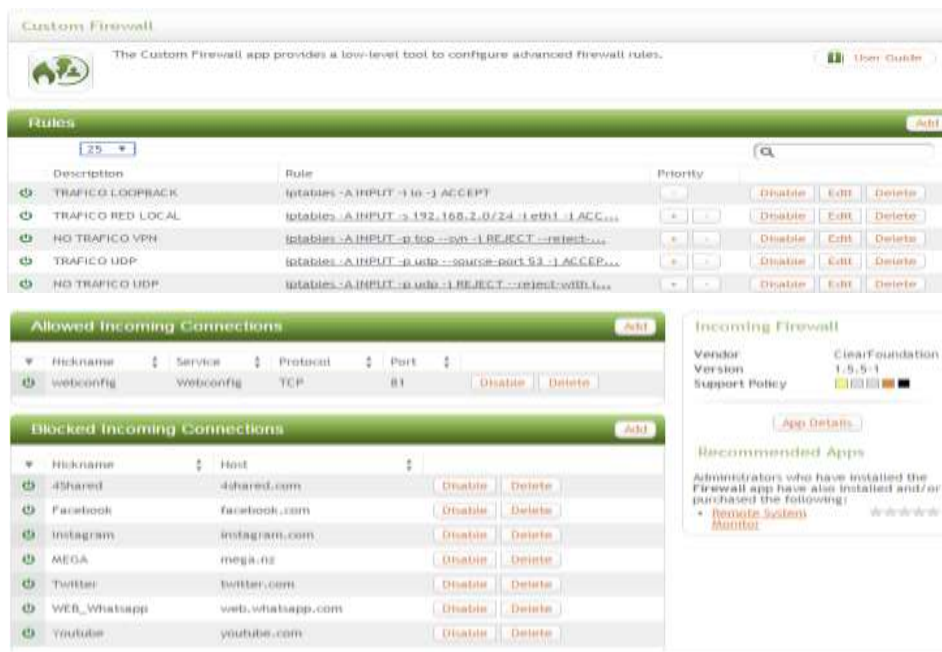 Custom Firewall
The Custom Firewall app provides a low-level tool to configure advanced firewall rules.
User Guide
Rules
Add
25
Description Rule Priority
TRAFICO LOOPBACK iptables -A INPUT -i lo -j ACCEPT - Disable Edit Delete
TRAFICO RED LOCAL iptables -A INPUT -s 192.168.2.0/24 -i eth1 -j ACC... + - Disable Edit Delete
NO TRAFICO VPN iptables -A INPUT -p tcp --syn -j REJECT --reject-... + - Disable Edit Delete
TRAFICO UDP iptables -A INPUT -p udp --source-port 53 -j ACCEP... + - Disable Edit Delete
NO TRAFICO UDP iptables -A INPUT -p udp -j REJECT --reject-with i... + - Disable Edit Delete
Allowed Incoming Connections
Add
Nickname Service Protocol Port
webconfig Webconfig TCP 81 Disable Delete
Blocked Incoming Connections
Add
Nickname Host
4Shared 4shared.com Disable Delete
Facebook facebook.com Disable Delete
Instagram instagram.com Disable Delete
MEGA mega.nz Disable Delete
Twitter twitter.com Disable Delete
WEB_Whatsapp web.whatsapp.com Disable Delete
Youtube youtube.com Disable Delete
Incoming Firewall
Vendor ClearFoundation
Version 1.5.5-1
Support Policy
App Details
Recommended Apps
Administrators who have installed the
Firewall app have also installed and/or
purchased the following:
Remote System
Monitor